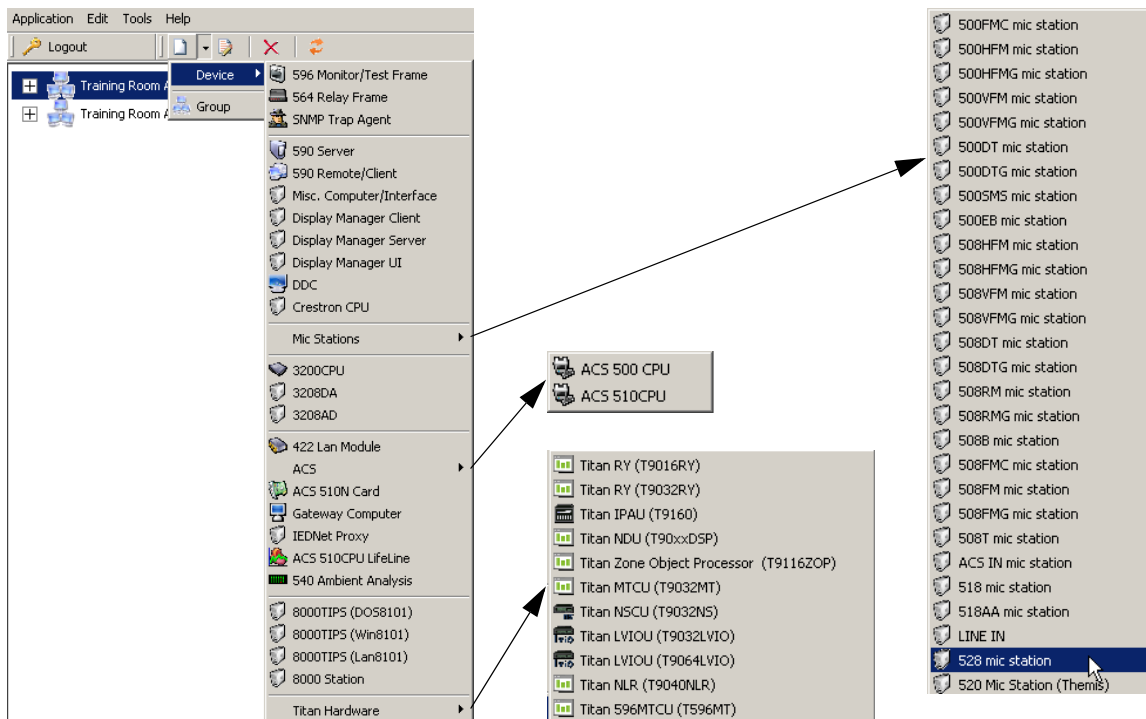 Application Edit Tools Help
Logout
Training Room A
Training Room A
Device
Group
596 Monitor/Test Frame
564 Relay Frame
SNMP Trap Agent
590 Server
590 Remote/Client
Misc. Computer/Interface
Display Manager Client
Display Manager Server
Display Manager UI
DDC
Crestron CPU
Mic Stations
3200CPU
3208DA
3208AD
422 Lan Module
ACS
ACS 510N Card
Gateway Computer
IEDNet Proxy
ACS 510CPU LifeLine
540 Ambient Analysis
8000TIPS (DOS8101)
8000TIPS (Win8101)
8000TIPS (Lan8101)
8000 Station
Titan Hardware
ACS 500 CPU
ACS 510CPU
Titan RY (T9016RY)
Titan RY (T9032RY)
Titan IPAU (T9160)
Titan NDU (T90xxDSP)
Titan Zone Object Processor (T9116ZOP)
Titan MTCU (T9032MT)
Titan NSCU (T9032NS)
Titan LVIOU (T9032LVIO)
Titan LVIOU (T9064LVIO)
Titan NLR (T9040NLR)
Titan 596MTCU (T596MT)
500FMC mic station
500HFM mic station
500HFMG mic station
500VFM mic station
500VFMG mic station
500DT mic station
500DTG mic station
500SMS mic station
500EB mic station
508HFM mic station
508HFMG mic station
508VFM mic station
508VFMG mic station
508DT mic station
508DTG mic station
508RM mic station
508RMG mic station
508B mic station
508FMC mic station
508FM mic station
508FMG mic station
508T mic station
ACS IN mic station
518 mic station
518AA mic station
LINE IN
528 mic station
520 Mic Station (Themis)